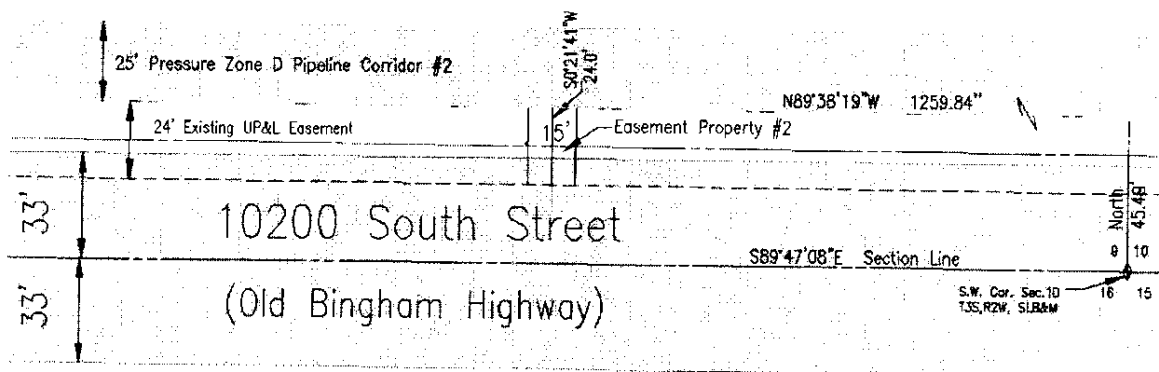 25' Pressure Zone D Pipeline Corridor #2
S0°21'41"W
24.0'
N89°38'19"W 1259.84"
24' Existing UP&L Easement
15'
Easement Property #2
33'
10200 South Street
North
45.49'
S89°47'08"E Section Line
9 10
16 15
S.W. Cor. Sec.10
T3S,R2W, SLB&M
33'
(Old Bingham Highway)